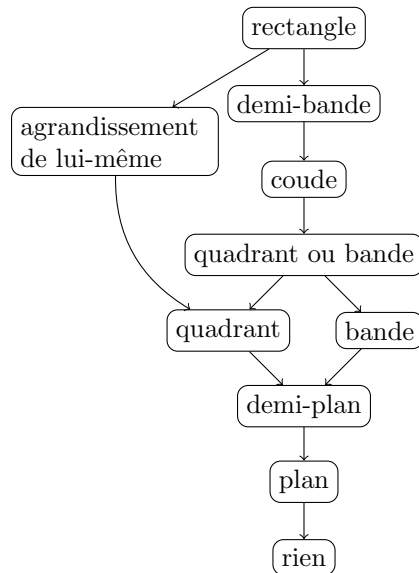 rectangle
demi-bande
agrandissement
de lui-même
coude
quadrant ou bande
quadrant
bande
demi-plan
plan
rien